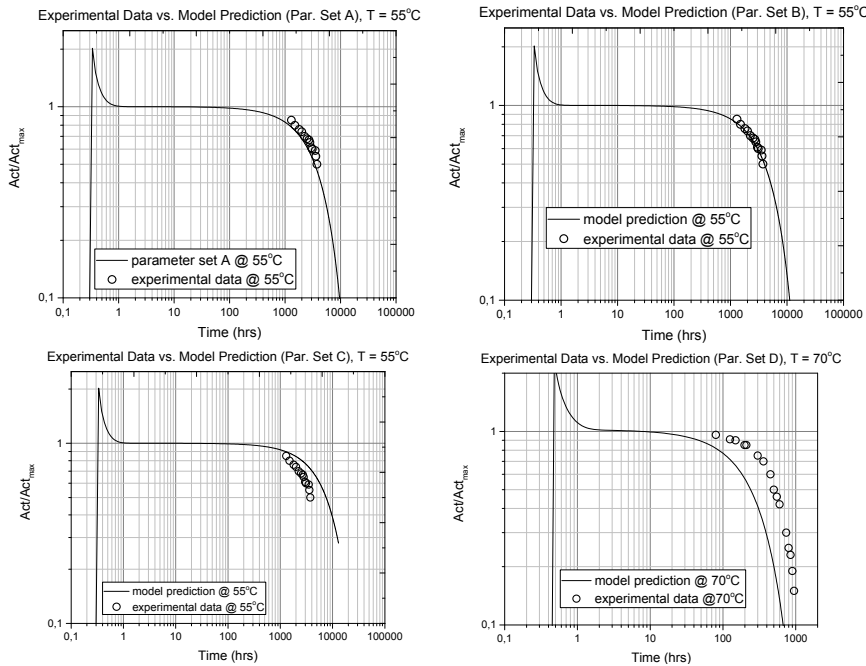 Experimental Data vs. Model Prediction (Par. Set A), T = 55°C
Act/Actmax
1
0,1
parameter set A @ 55°C
experimental data @ 55°C
0,1 1 10 100 1000 10000 100000
Time (hrs)
Experimental Data vs. Model Prediction (Par. Set B), T = 55°C
Act/Actmax
1
0,1
model prediction @ 55°C
experimental data @ 55°C
0,1 1 10 100 1000 10000 100000
Time (hrs)
Experimental Data vs. Model Prediction (Par. Set C), T = 55°C
Act/Actmax
1
0,1
model prediction @ 55°C
experimental data @ 55°C
0,1 1 10 100 1000 10000 100000
Time (hrs)
Experimental Data vs. Model Prediction (Par. Set D), T = 70°C
Act/Actmax
1
0,1
model prediction @ 70°C
experimental data @70°C
0,1 1 10 100 1000
Time (hrs)